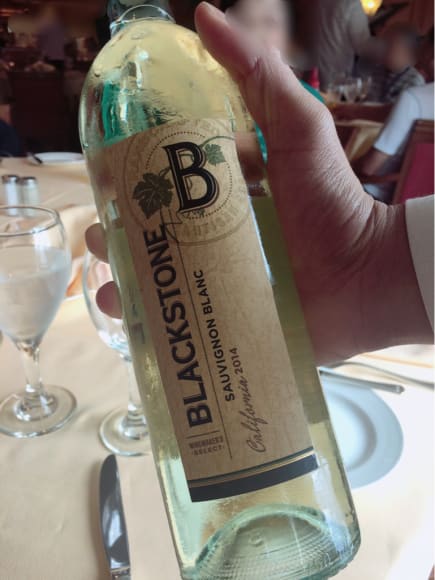 B
BLACKSTONE
SAUVIGNON BLANC
WINEMAKER'S
·SELECT·
California 2014